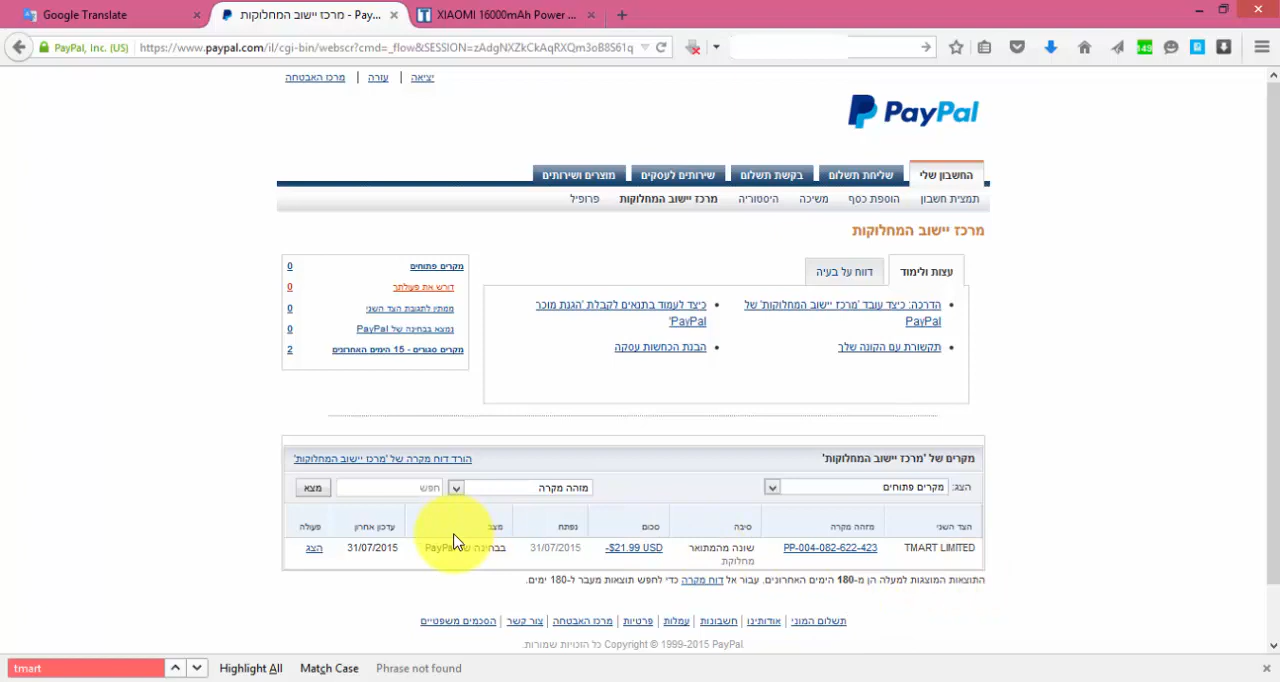 Google Translate
מרכז יישוב המחלוקות - Pay...
XIAOMI 16000mAh Power ...
PayPal, Inc. (US)
https://www.paypal.com/il/cgi-bin/webscr?cmd=_flow&SESSION=zAdgNXZkCkAqRXQm3oB8S61q
149
יציאה | עזרה | מרכז האבטחה
PayPal
החשבון שלי
שליחת תשלום
בקשת תשלום
שירותים לעסקים
מוצרים ושירותים
תמצית חשבון
הוספת כסף
משיכה
היסטוריה
מרכז יישוב המחלוקות
פרופיל
מרכז יישוב המחלוקות
עצות ולימוד
דווח על בעיה
הדרכה: כיצד עובד 'מרכז יישוב המחלוקות' של
PayPal
תקשורת עם הקונה שלך
כיצד לעמוד בתנאים לקבלת 'הגנת מוכר
PayPal'
הבנת הכחשות עסקה
מקרים פתוחים 0
דורש את פעולתך 0
ממתין לתגובת הצד השני 0
נמצא בבחינה של PayPal 0
מקרים סגורים - 15 הימים האחרונים 2
מקרים של 'מרכז יישוב המחלוקות'
הורד דוח מקרה של 'מרכז יישוב המחלוקות'
הצג: מקרים פתוחים
מזהה מקרה
חפש
מצא
הצד השני מזהה מקרה סיבה סכום נפתח מצב עדכון אחרון פעולה
TMART LIMITED PP-004-082-622-423 שונה מהמתואר -$21.99 USD 31/07/2015 בבחינה של PayPal 31/07/2015 הצג
מחלוקת
התוצאות המוצגות למעלה הן מ-180 הימים האחרונים. עבור אל דוח מקרה כדי לחפש תוצאות מעבר ל-180 ימים.
תשלום המוני | אודותינו | חשבונות | עמלות | פרטיות | מרכז האבטחה | צור קשר | הסכמים משפטיים
Copyright © 1999-2015 PayPal כל הזכויות שמורות.
tmart
Highlight All
Match Case
Phrase not found